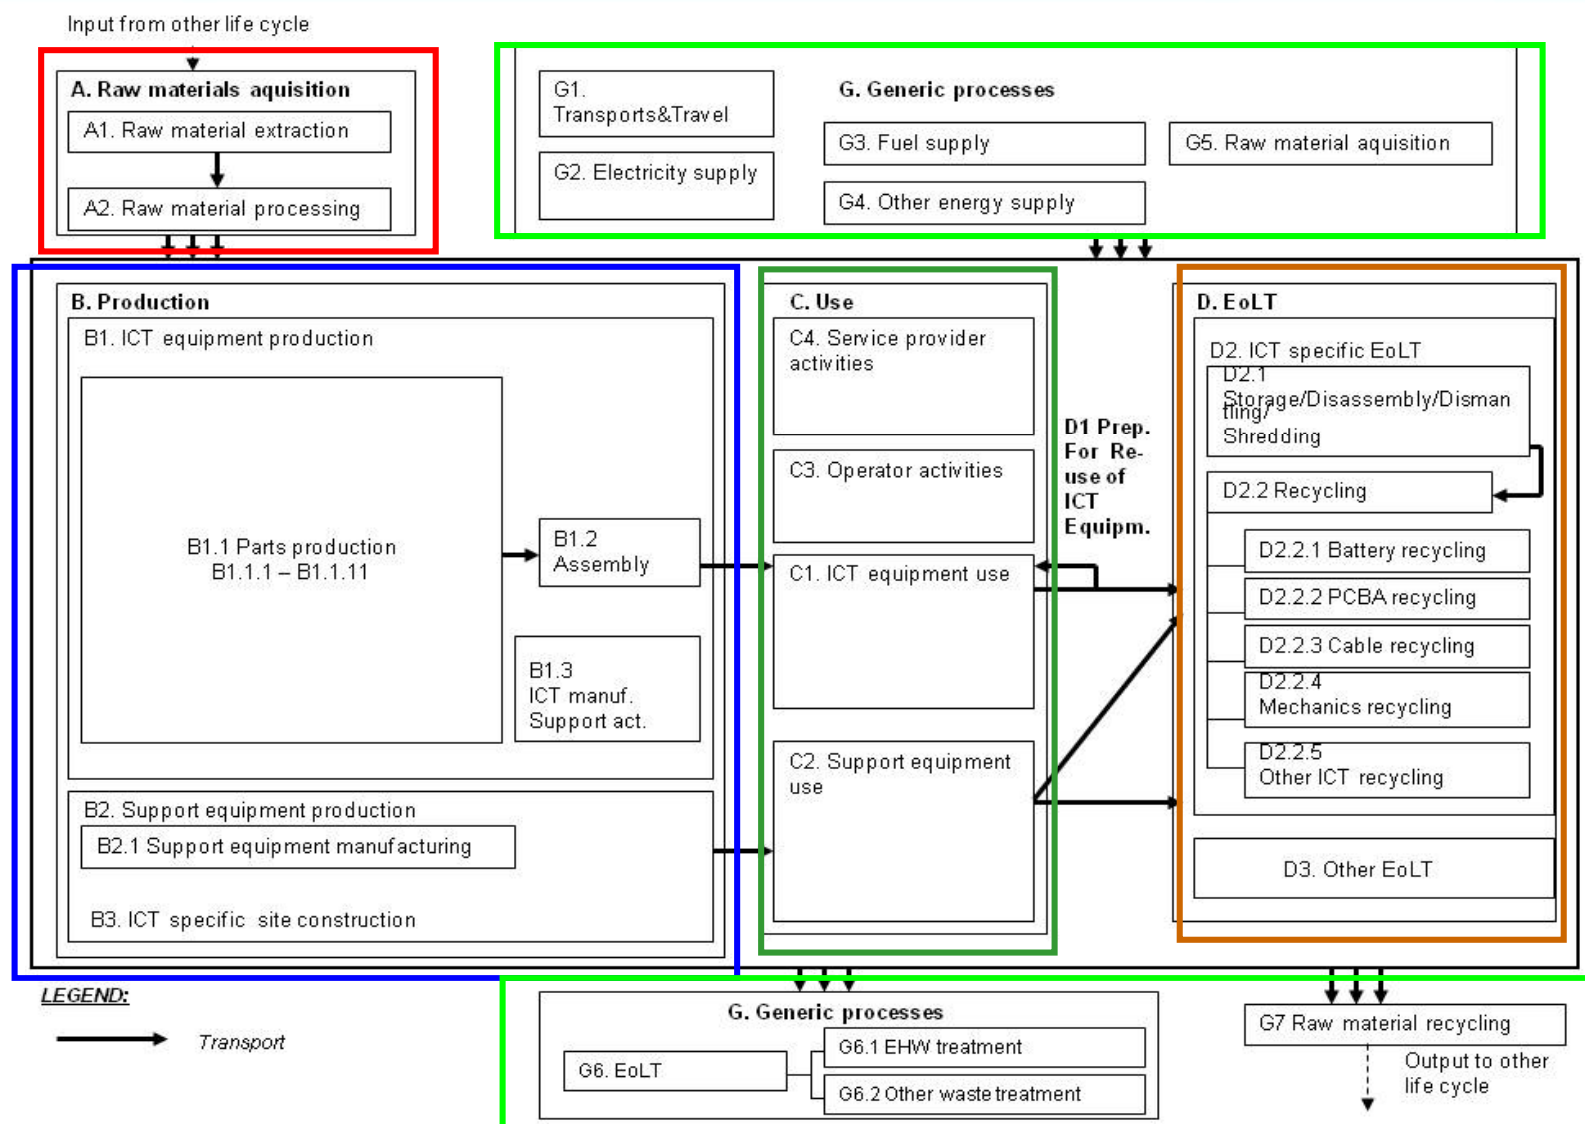 Input from other life cycle
A. Raw materials aquisition
A1. Raw material extraction
A2. Raw material processing
G1.
Transports&Travel
G2. Electricity supply
G. Generic processes
G3. Fuel supply
G4. Other energy supply
G5. Raw material aquisition
B. Production
B1. ICT equipment production
B1.1 Parts production
B1.1.1 – B1.1.11
B1.2
Assembly
B1.3
ICT manuf.
Support act.
B2. Support equipment production
B2.1 Support equipment manufacturing
B3. ICT specific site construction
C. Use
C4. Service provider
activities
C3. Operator activities
C1. ICT equipment use
C2. Support equipment
use
D1 Prep.
For Re-
use of
ICT
Equipm.
D. EoLT
D2. ICT specific EoLT
D2.1
Storage/Disassembly/Disman
tling/
Shredding
D2.2 Recycling
D2.2.1 Battery recycling
D2.2.2 PCBA recycling
D2.2.3 Cable recycling
D2.2.4
Mechanics recycling
D2.2.5
Other ICT recycling
D3. Other EoLT
LEGEND:
Transport
G. Generic processes
G6. EoLT
G6.1 EHW treatment
G6.2 Other waste treatment
G7 Raw material recycling
Output to other
life cycle